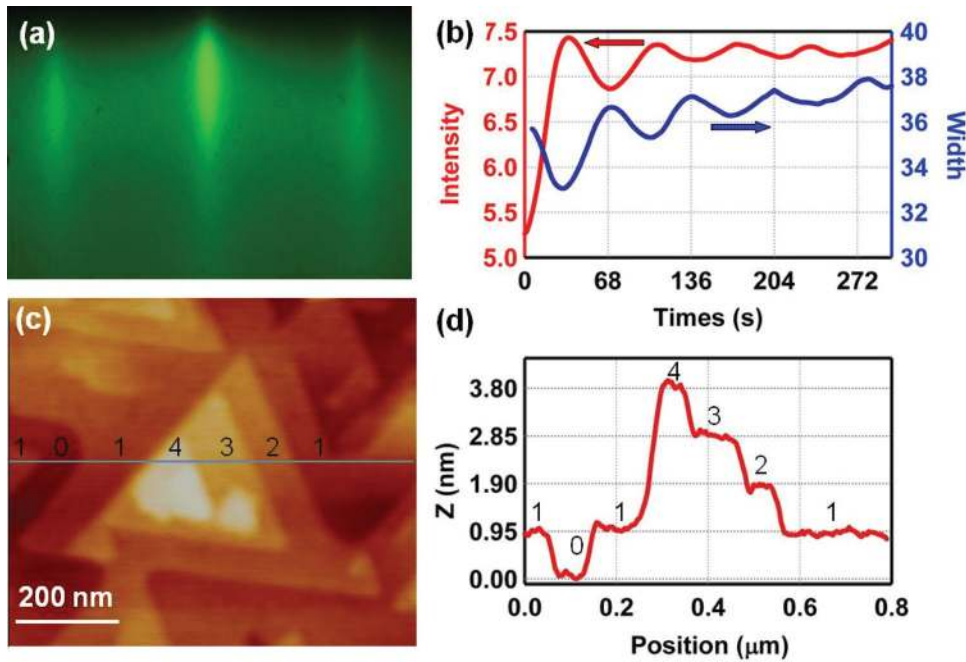 (a)
(b)
7.5
7.0
6.5
6.0
5.5
5.0
Intensity
40
38
36
34
32
30
Width
0 68 136 204 272
Times (s)
(c)
1 0 1 4 3 2 1
200 nm
(d)
3.80
2.85
1.90
0.95
0.00
Z (nm)
4
3
2
1 1 1
0
0.0 0.2 0.4 0.6 0.8
Position (μm)